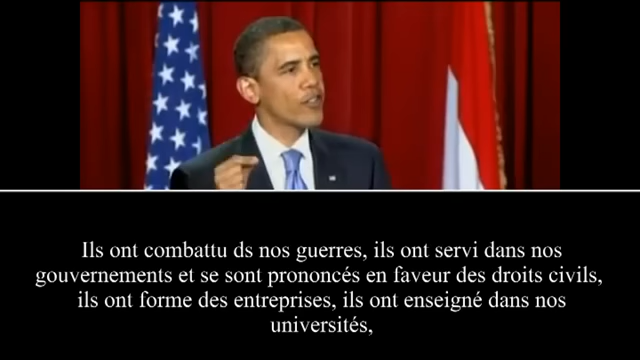 Ils ont combattu ds nos guerres, ils ont servi dans nos
gouvernements et se sont prononcés en faveur des droits civils,
ils ont forme des entreprises, ils ont enseigné dans nos
universités,